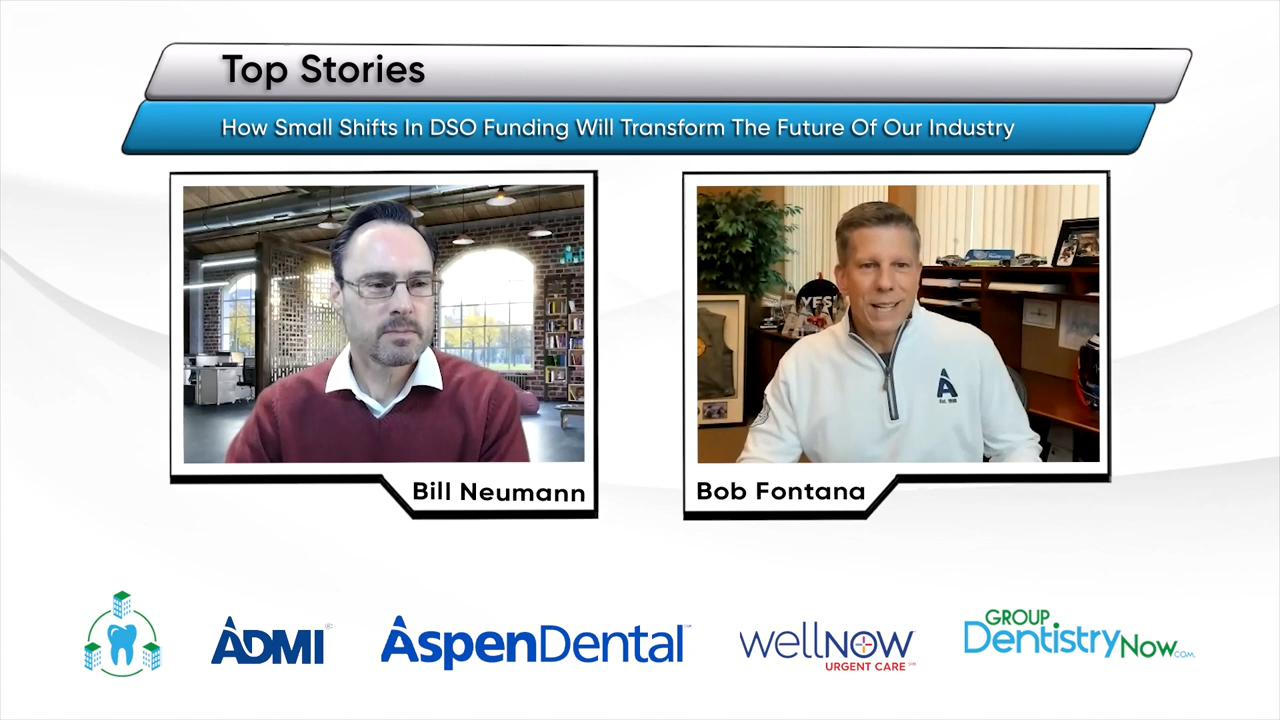 Top Stories
How Small Shifts In DSO Funding Will Transform The Future Of Our Industry
YES!
A
Bill Neumann
Bob Fontana
ADMI
AspenDental
wellnow
URGENT CARE
GROUP
DentistryNow.COM